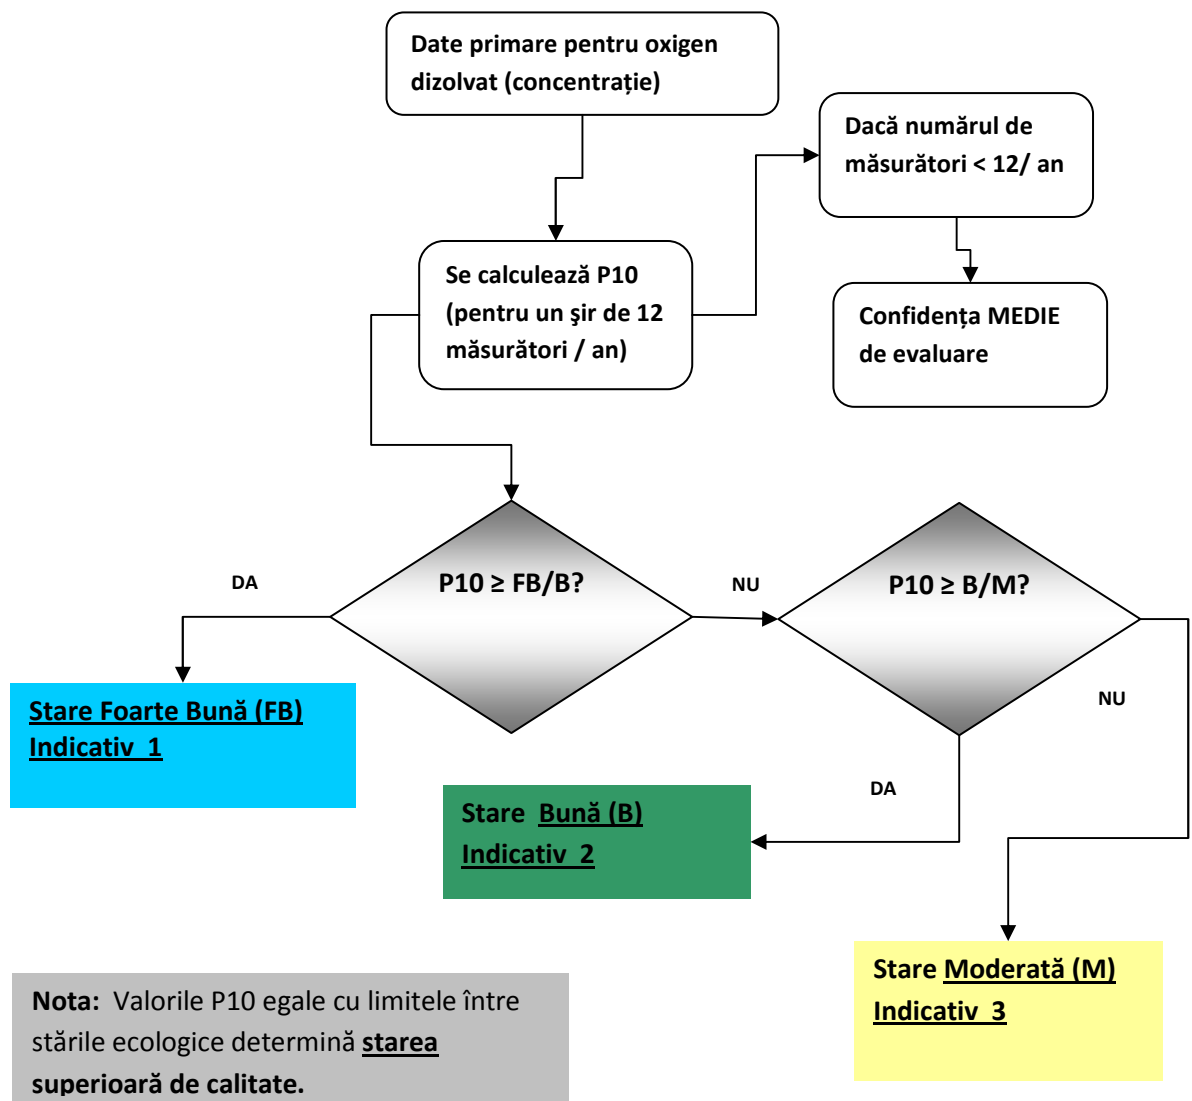 Date primare pentru oxigen
dizolvat (concentrație)
Dacă numărul de
măsurători < 12/ an
Se calculează P10
(pentru un şir de 12
măsurători / an)
Confidența MEDIE
de evaluare
P10 ≥ FB/B?
P10 ≥ B/M?
DA
NU
NU
Stare Foarte Bună (FB)
Indicativ 1
DA
Stare Bună (B)
Indicativ 2
Stare Moderată (M)
Indicativ 3
Nota: Valorile P10 egale cu limitele între
stările ecologice determină starea
superioară de calitate.